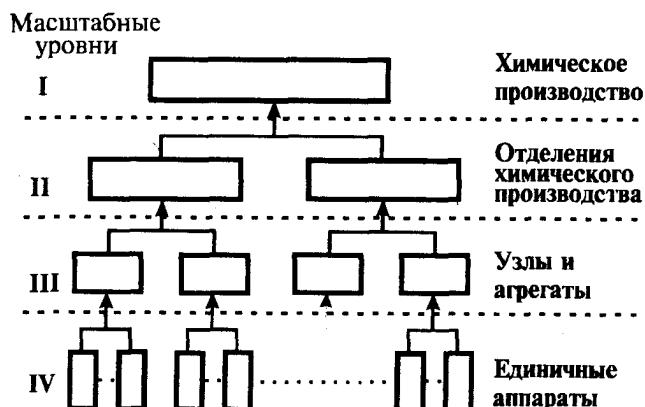 Масштабные
уровни
I
Химическое
производство
II
Отделения
химического
производства
III
Узлы и
агрегаты
IV
Единичные
аппараты